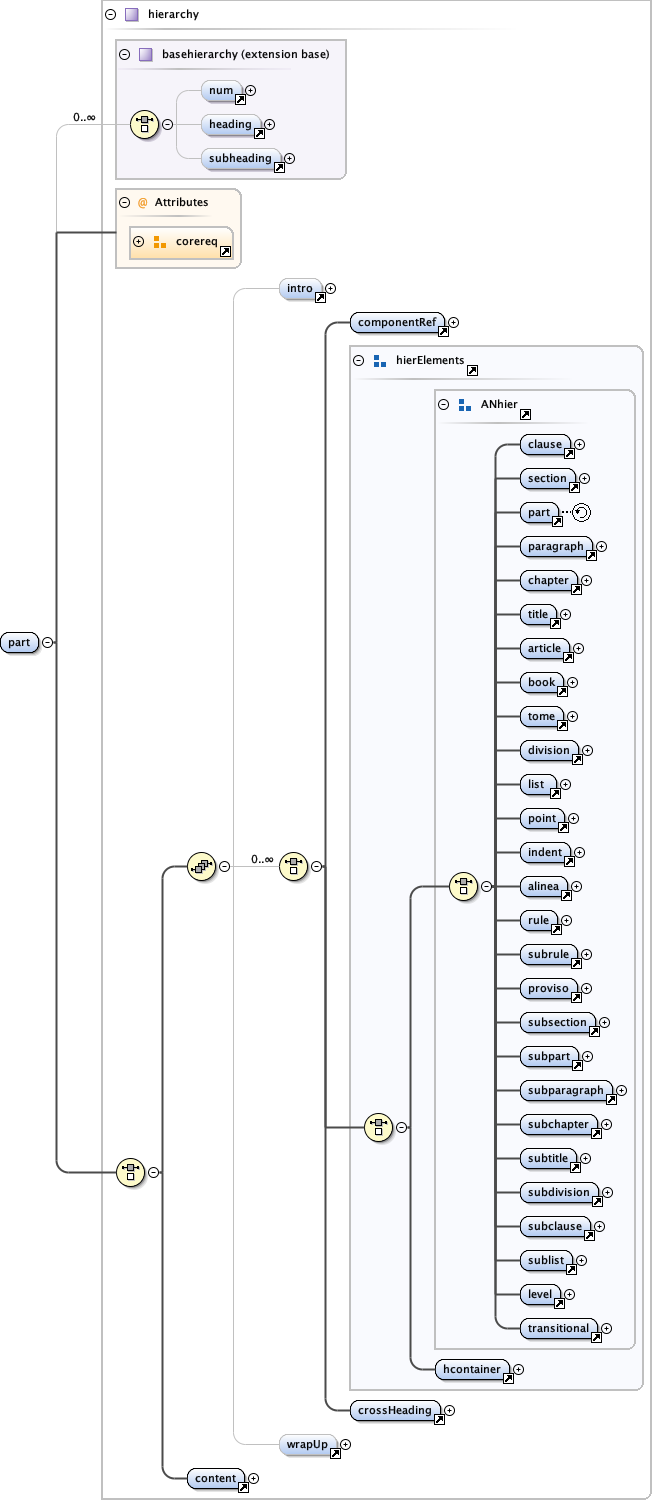 hierarchy
basehierarchy (extension base)
num
0..∞
heading
subheading
@ Attributes
corereq
intro
componentRef
hierElements
ANhier
clause
section
part
paragraph
chapter
title
part
article
book
tome
division
list
point
0..∞
indent
alinea
rule
subrule
proviso
subsection
subpart
subparagraph
subchapter
subtitle
subdivision
subclause
sublist
level
transitional
hcontainer
crossHeading
wrapUp
content